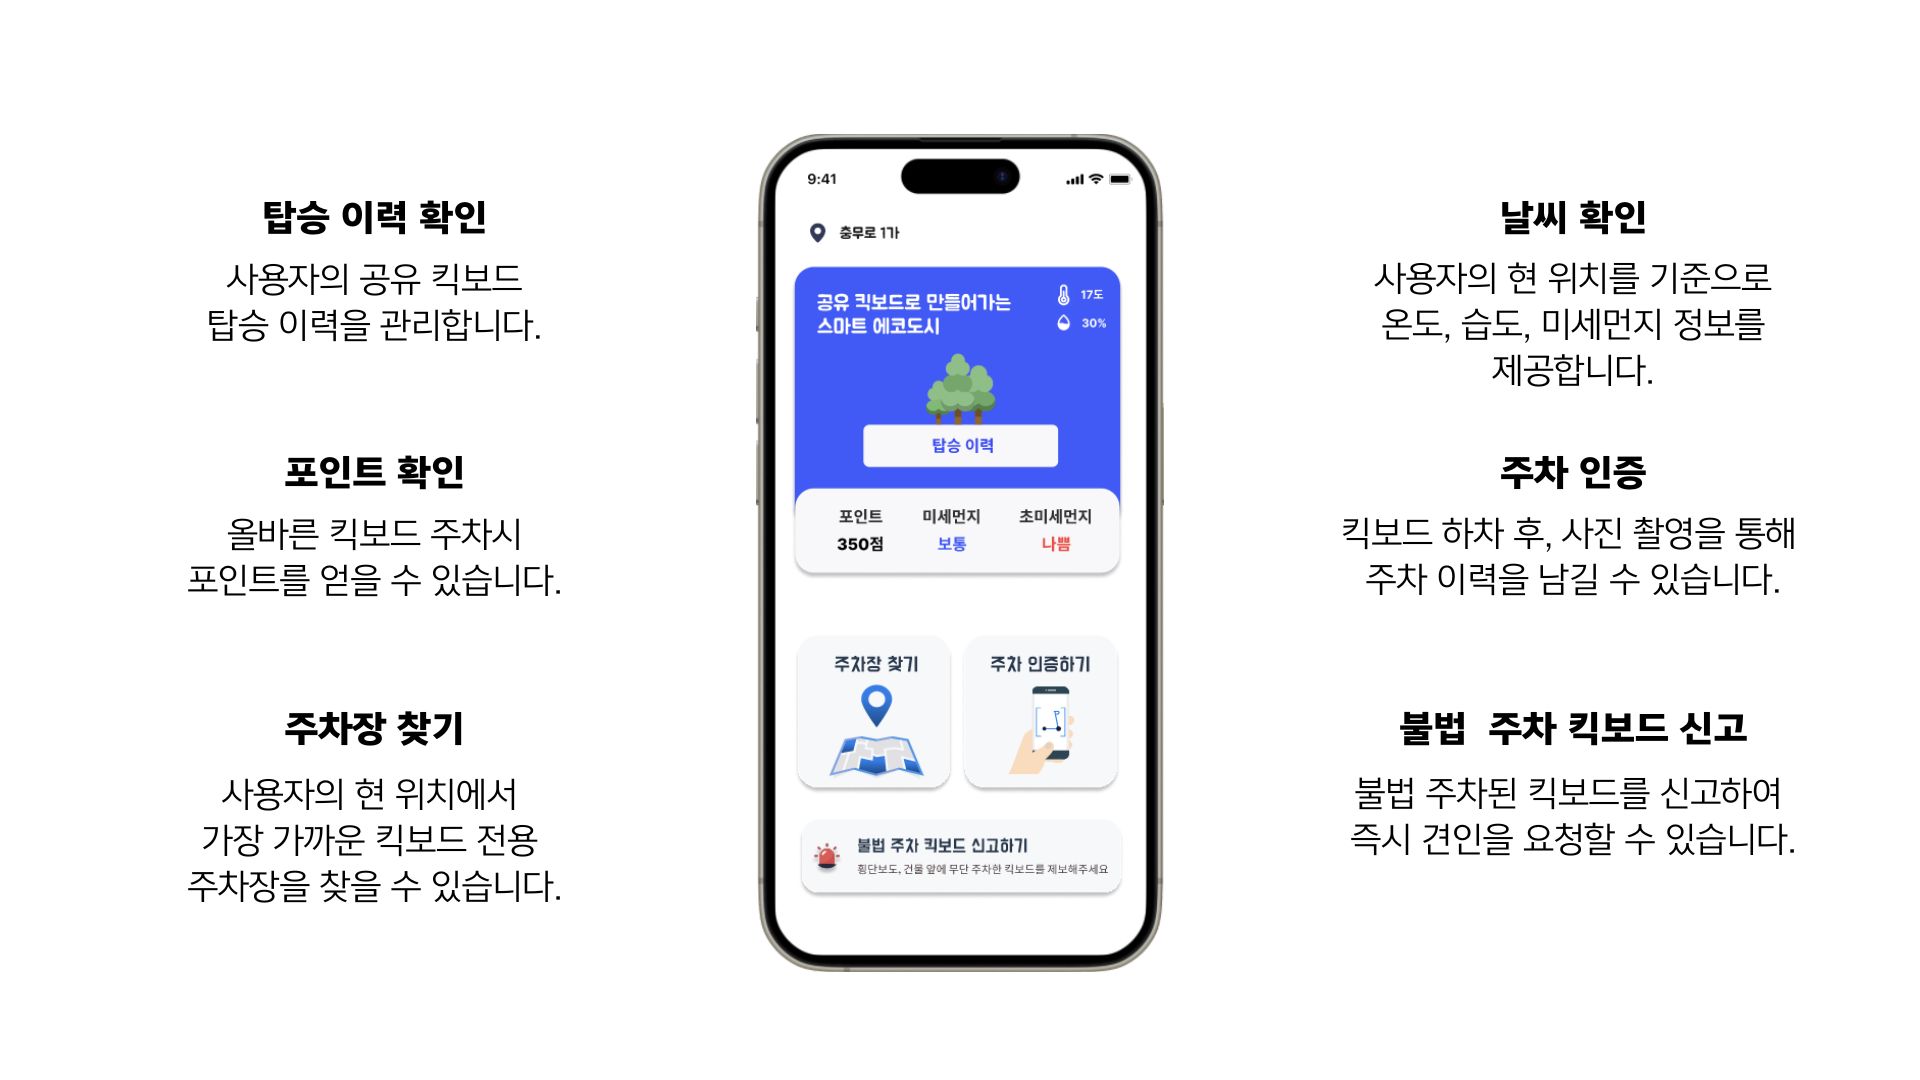 탑승 이력 확인
사용자의 공유 킥보드
탑승 이력을 관리합니다.
포인트 확인
올바른 킥보드 주차시
포인트를 얻을 수 있습니다.
주차장 찾기
사용자의 현 위치에서
가장 가까운 킥보드 전용
주차장을 찾을 수 있습니다.
9:41
충무로 1가
공유 킥보드로 만들어가는
스마트 에코도시
17도
30%
탑승 이력
포인트 미세먼지 초미세먼지
350점 보통 나쁨
주차장 찾기
주차 인증하기
불법 주차 킥보드 신고하기
횡단보도, 건물 앞에 무단 주차한 킥보드를 제보해주세요
날씨 확인
사용자의 현 위치를 기준으로
온도, 습도, 미세먼지 정보를
제공합니다.
주차 인증
킥보드 하차 후, 사진 촬영을 통해
주차 이력을 남길 수 있습니다.
불법  주차 킥보드 신고
불법 주차된 킥보드를 신고하여
즉시 견인을 요청할 수 있습니다.